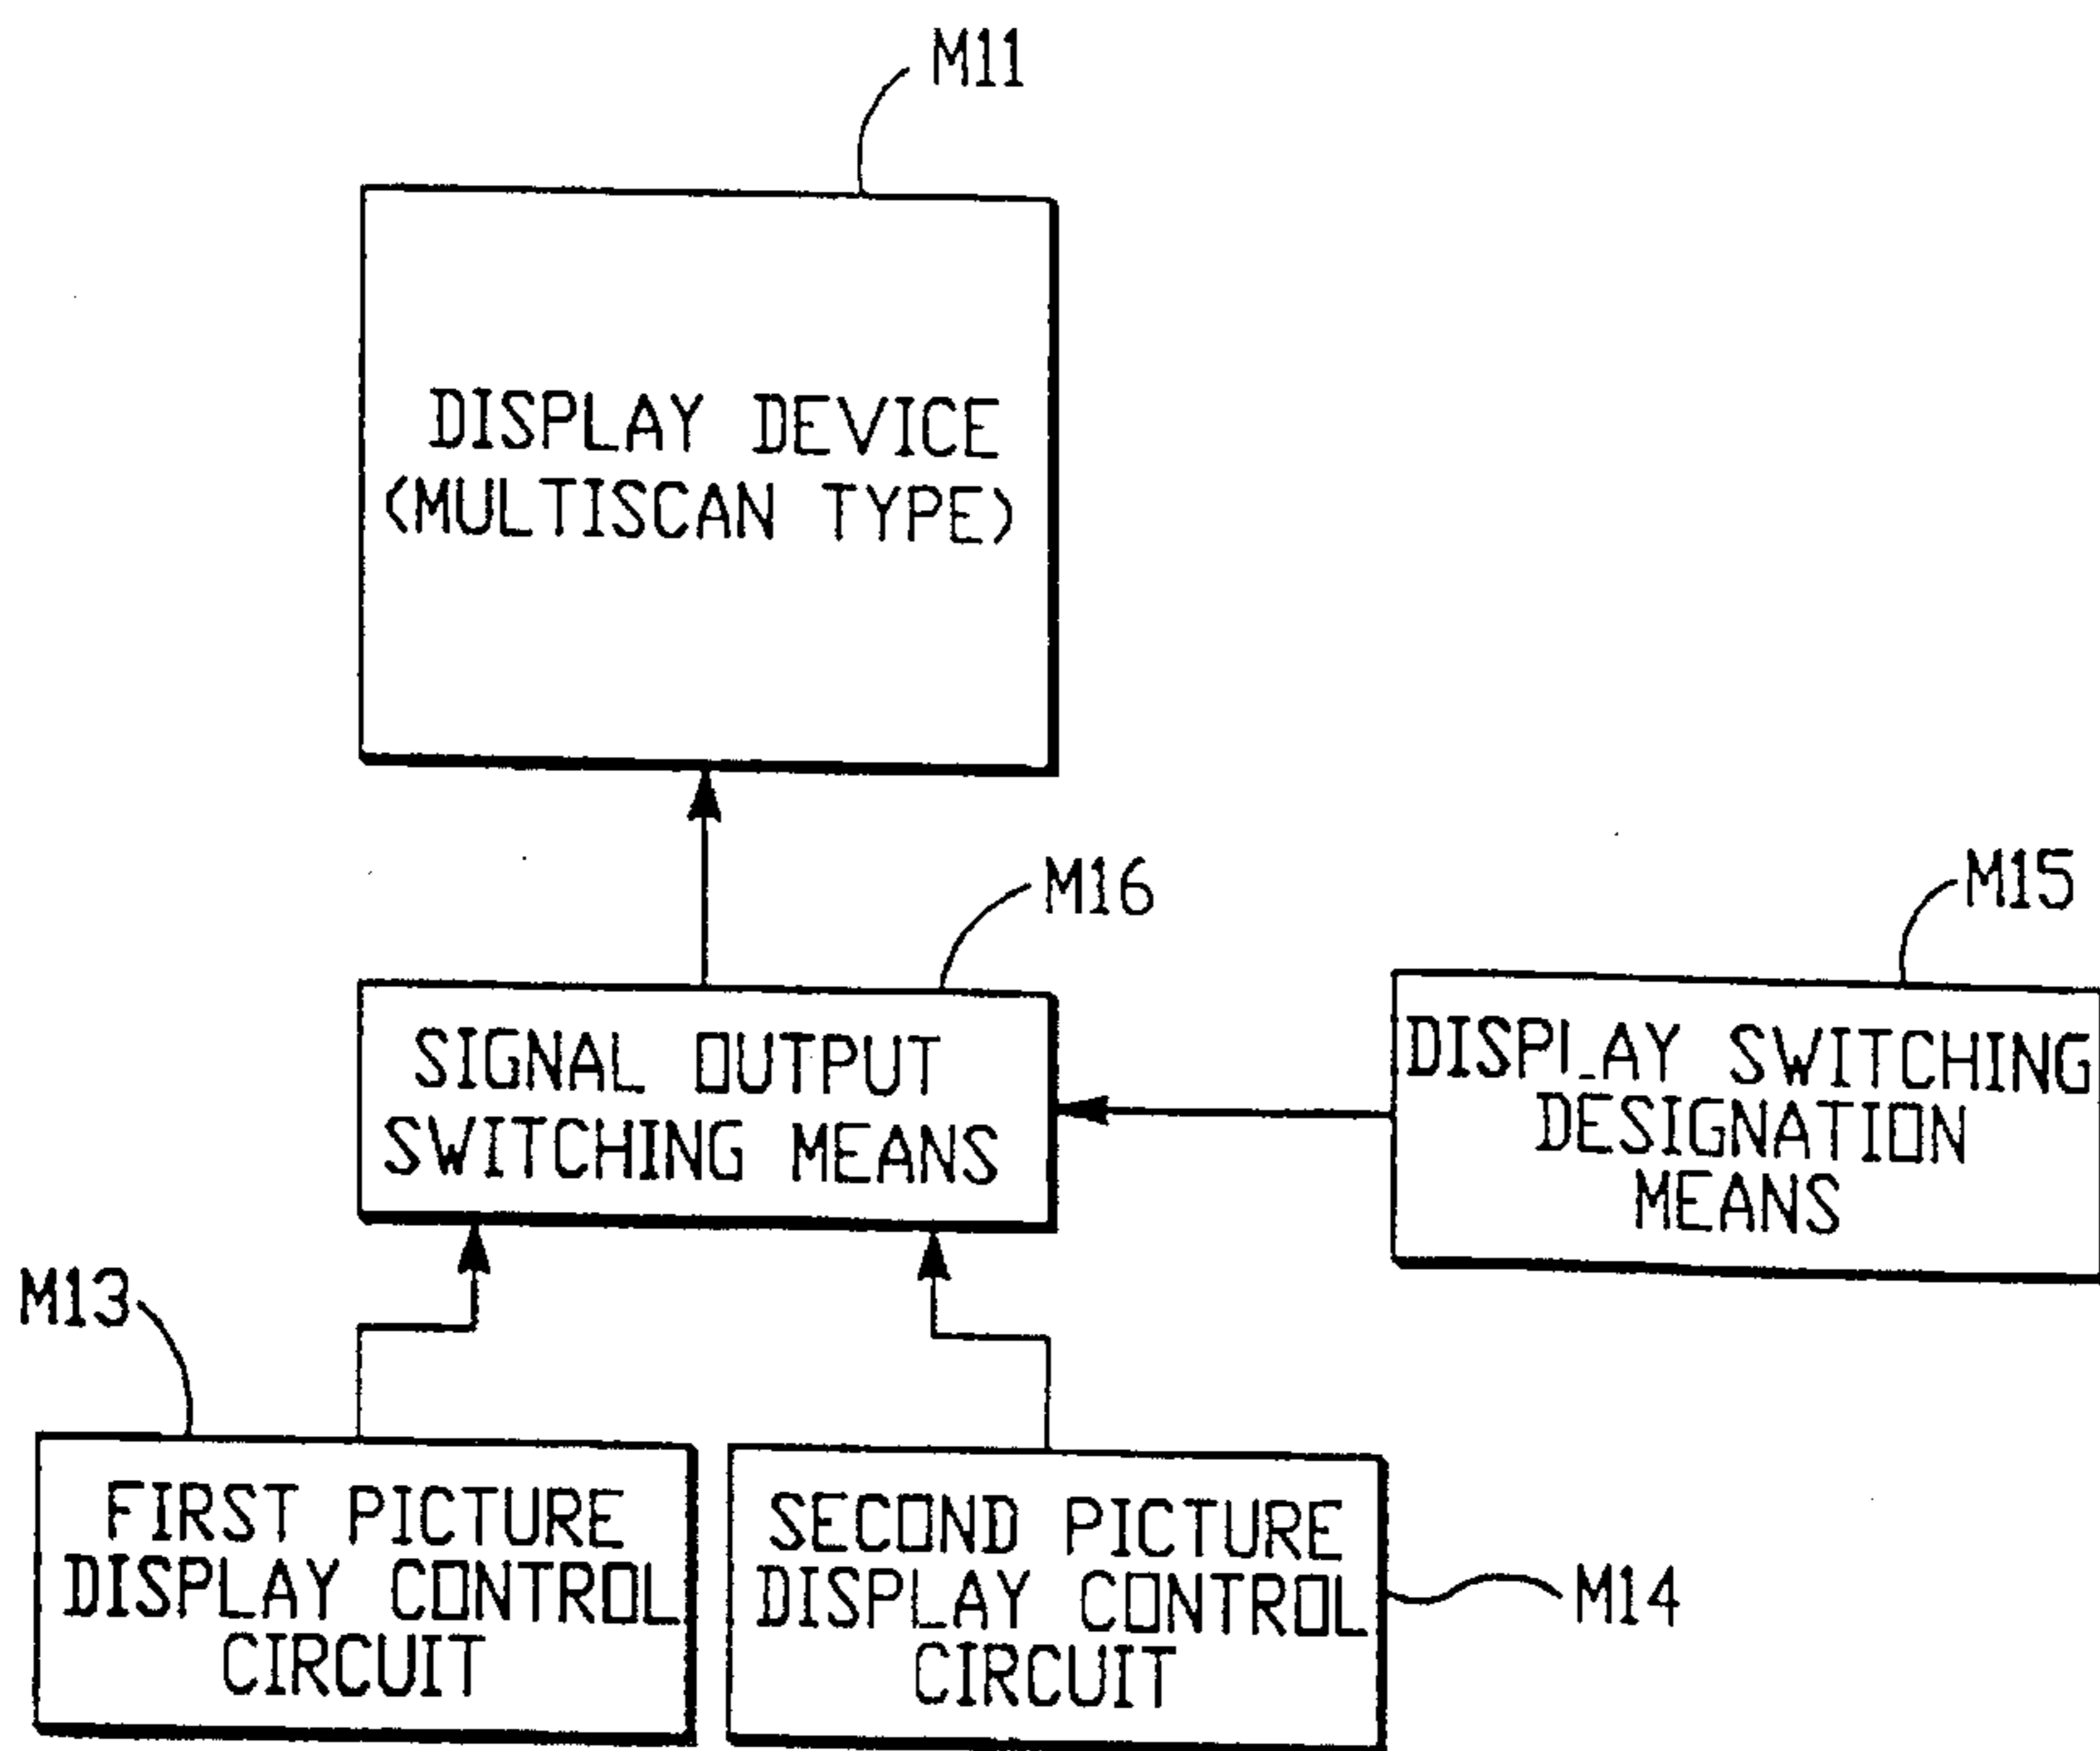 M11
DISPLAY DEVICE
(MULTISCAN TYPE)
M16
M15
SIGNAL OUTPUT
SWITCHING MEANS
DISPLAY SWITCHING
DESIGNATION
MEANS
M13
FIRST PICTURE
DISPLAY CONTROL
CIRCUIT
SECOND PICTURE
DISPLAY CONTROL
CIRCUIT
M14